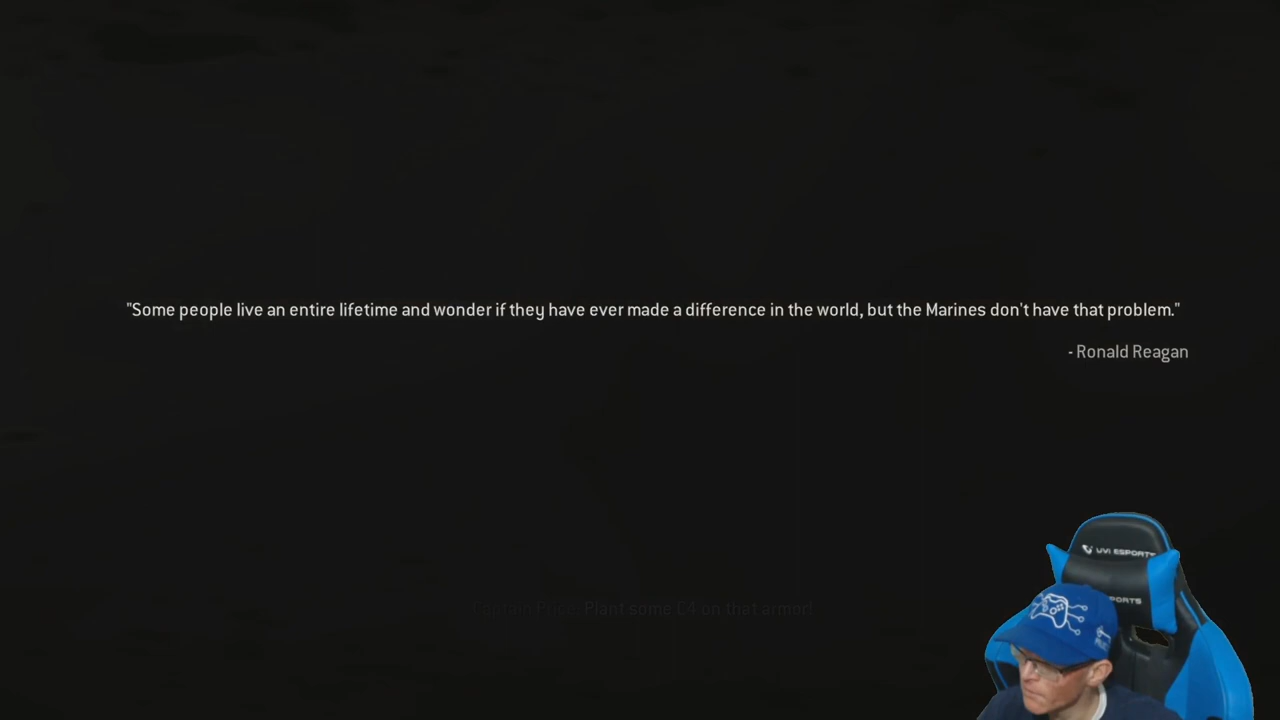 "Some people live an entire lifetime and wonder if they have ever made a difference in the world, but the Marines don't have that problem."
- Ronald Reagan
UVI ESPORTS
PORTS
Captain Price: Plant some C4 on that armor!